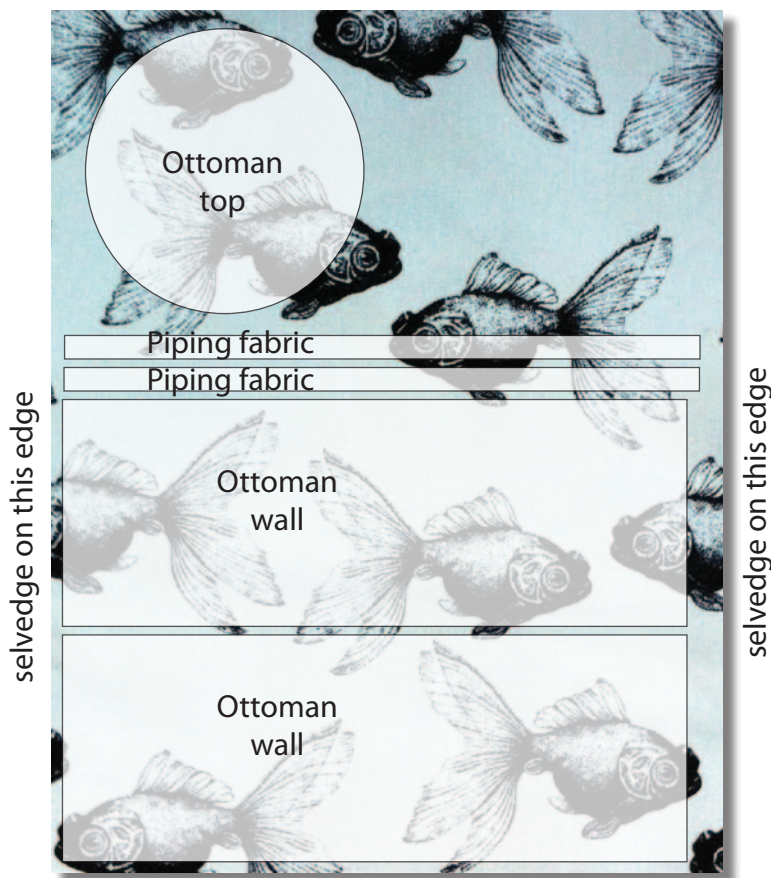 Ottoman
top
Piping fabric
Piping fabric
selvedge on this edge
selvedge on this edge
Ottoman
wall
Ottoman
wall